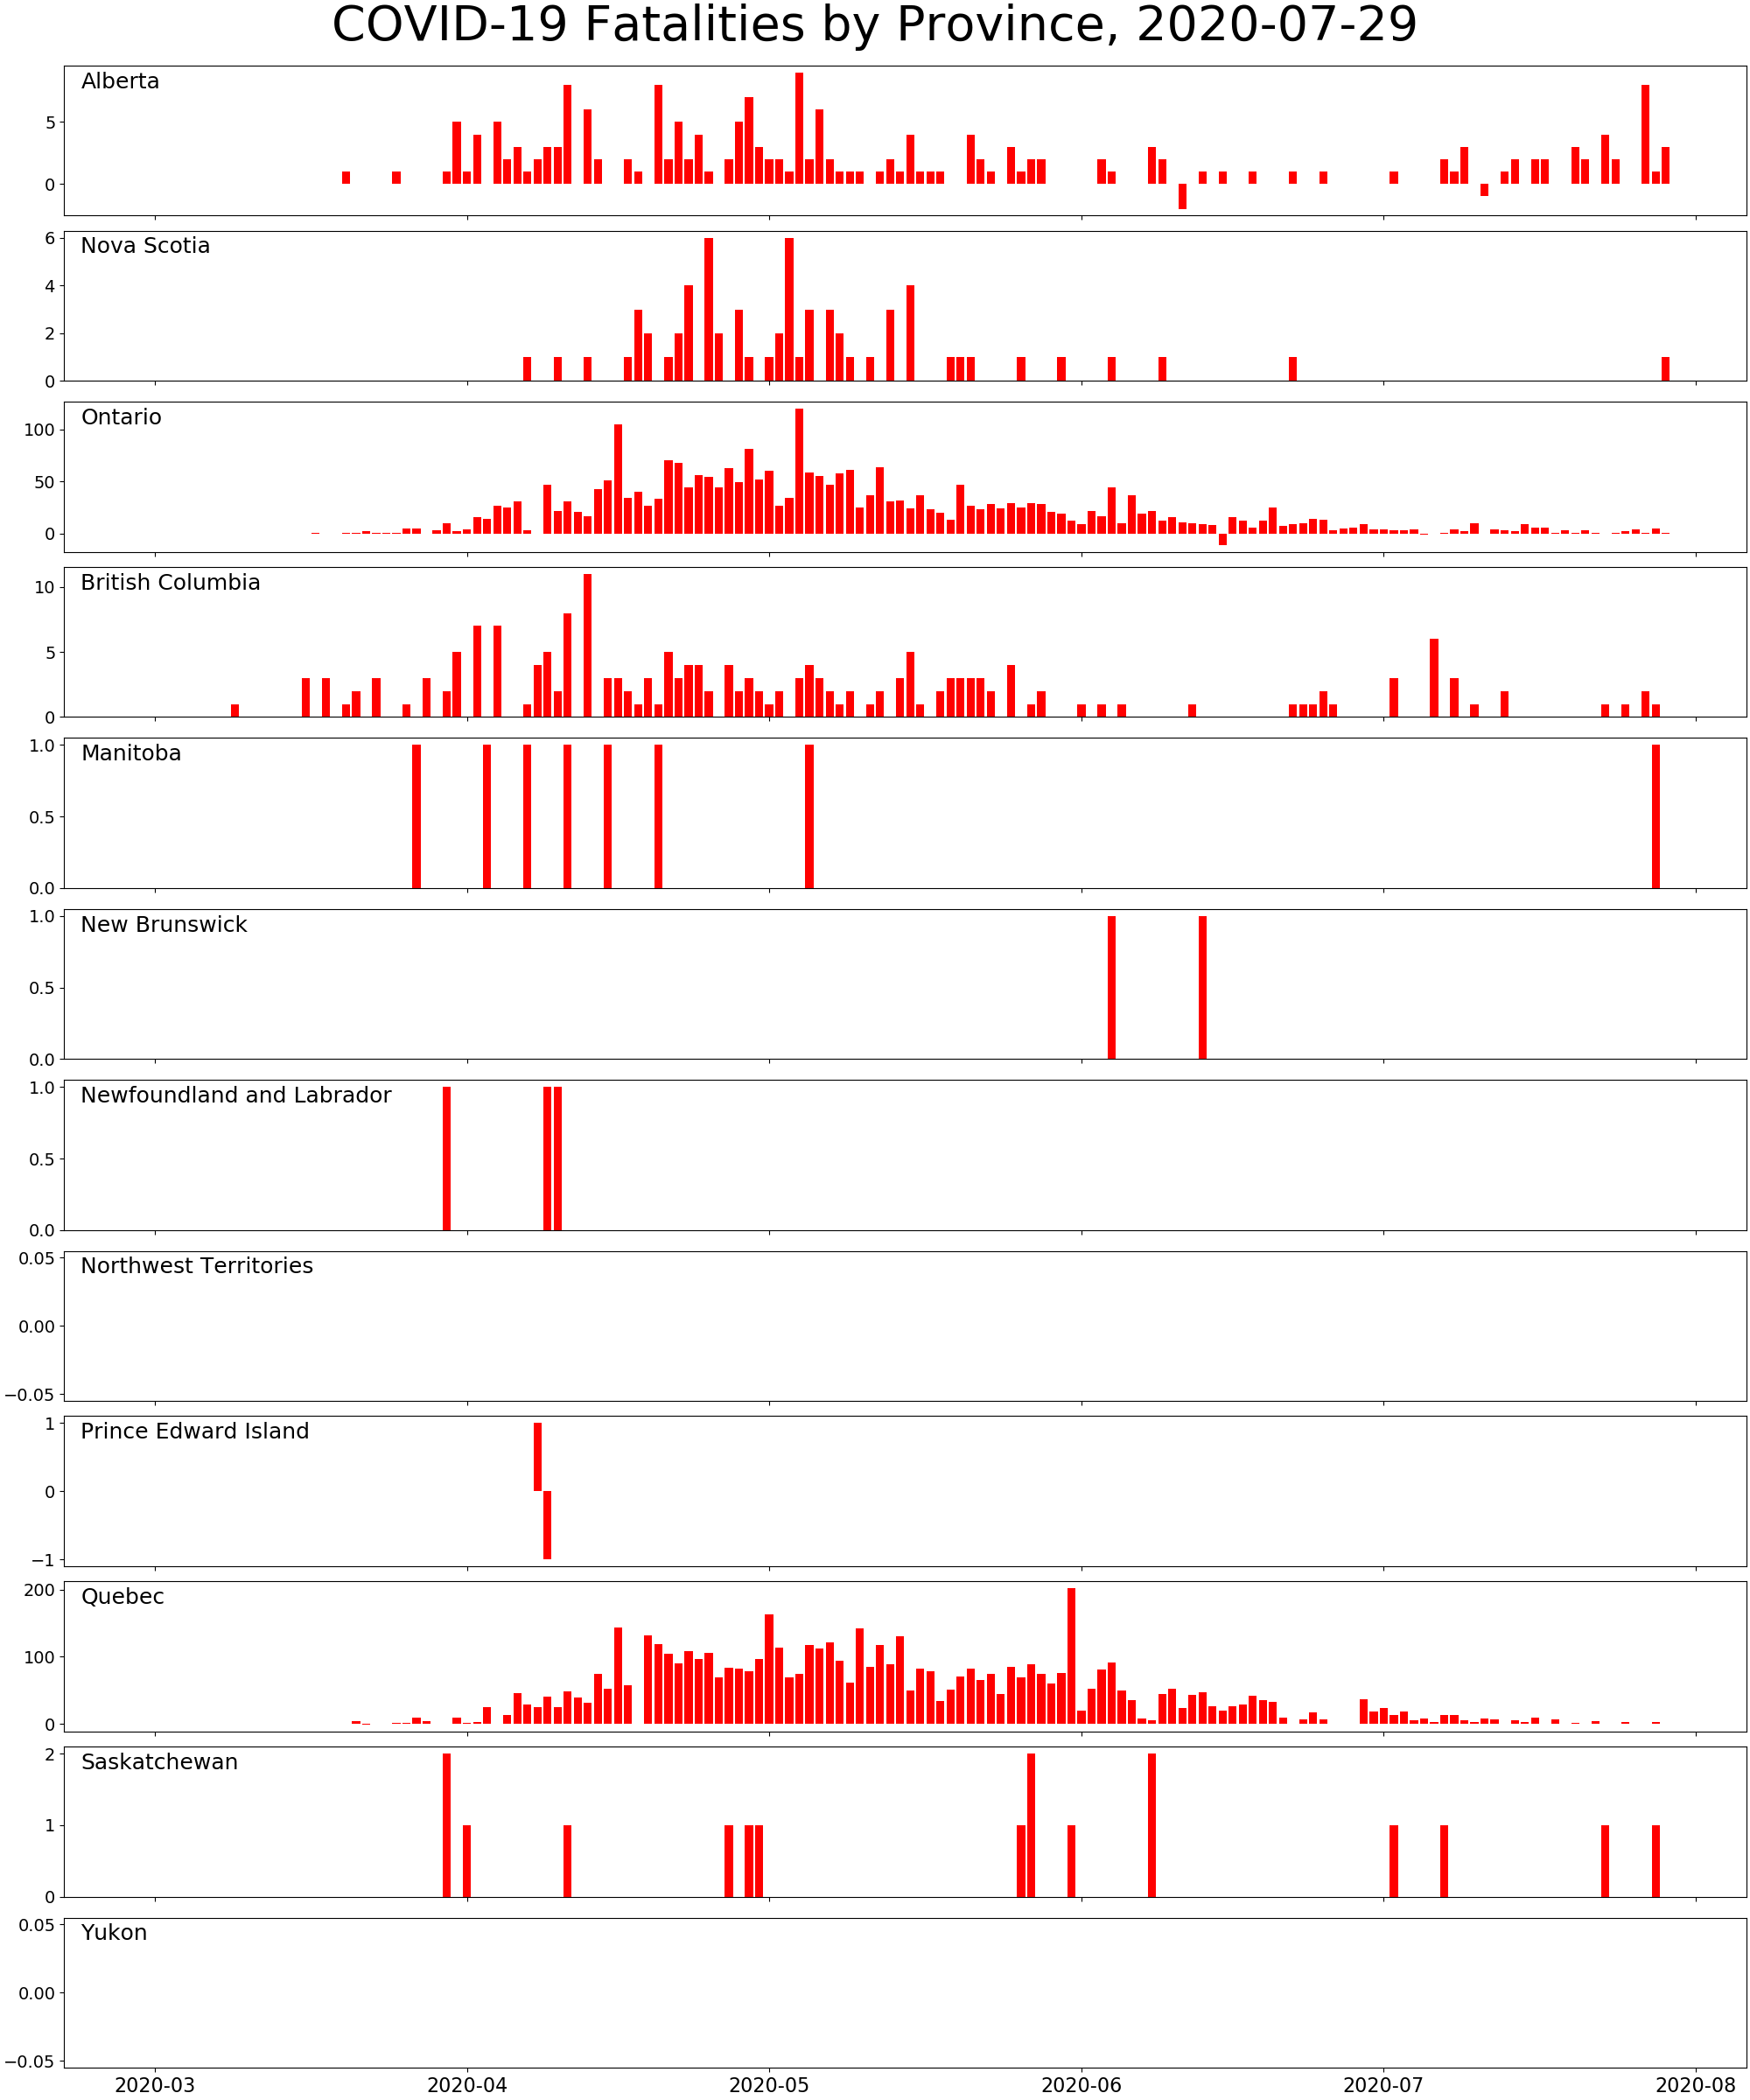 COVID-19 Fatalities by Province, 2020-07-29
Alberta
5
0
Nova Scotia
6
4
2
0
Ontario
100
50
0
British Columbia
10
5
0
Manitoba
1.0
0.5
0.0
New Brunswick
1.0
0.5
0.0
Newfoundland and Labrador
1.0
0.5
0.0
Northwest Territories
0.05
0.00
−0.05
Prince Edward Island
1
0
−1
Quebec
200
100
0
Saskatchewan
2
1
0
Yukon
0.05
0.00
−0.05
2020-03 2020-04 2020-05 2020-06 2020-07 2020-08